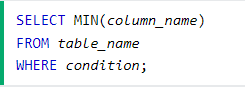 SELECT MIN(column_name)
FROM table_name
WHERE condition;